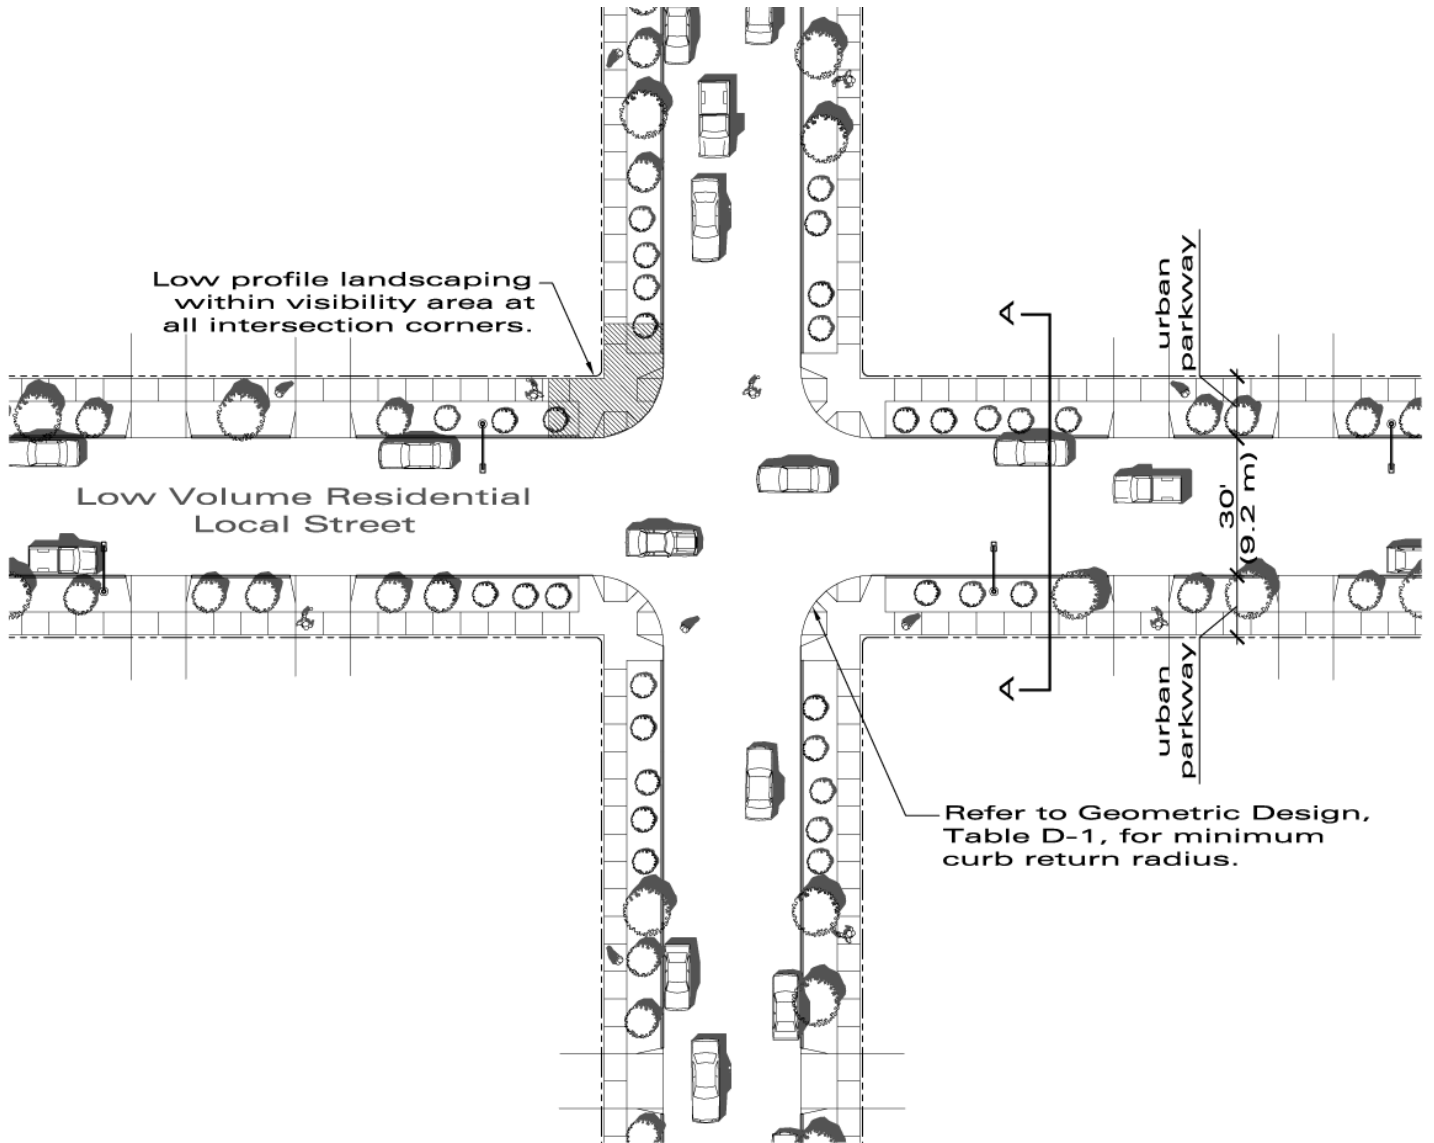 Low profile landscaping
within visibility area at
all intersection corners.
A
urban
parkway
Low Volume Residential
Local Street
30'
(9.2 m)
A
urban
parkway
Refer to Geometric Design,
Table D-1, for minimum
curb return radius.